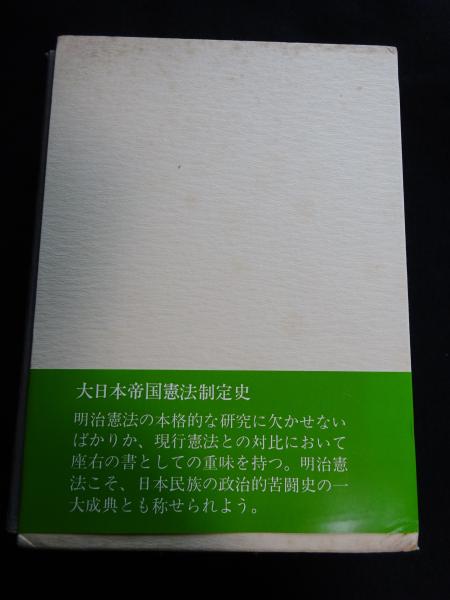 大日本帝国憲法制定史
明治憲法の本格的な研究に欠かせない
ばかりか、現行憲法との対比において
座右の書としての重味を持つ。明治憲
法こそ、日本民族の政治的苦闘史の一
大成典とも称せられよう。